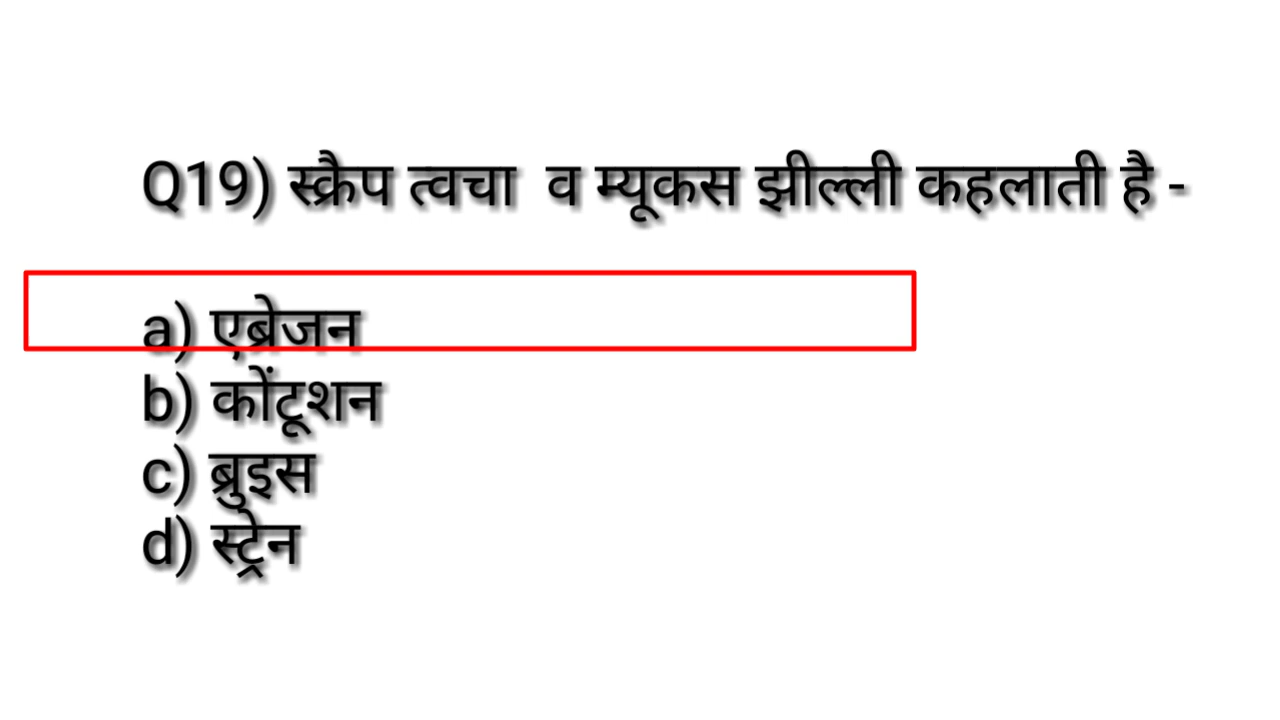 Q19) स्क्रैप त्वचा व म्यूकस झील्ली कहलाती है -
a) एब्रेजन
b) कोंटूशन
c) ब्रुइस
d) स्ट्रेन